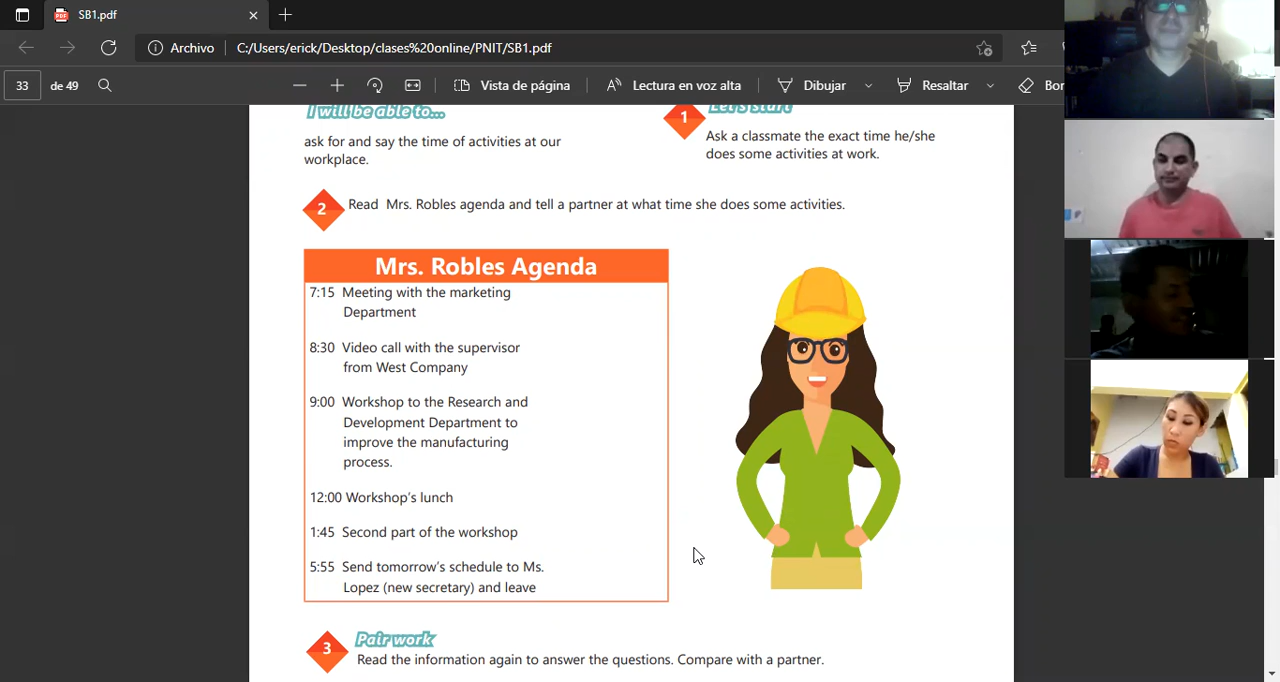 SB1.pdf
Archivo C:/Users/erick/Desktop/clases%20online/PNIT/SB1.pdf
33 de 49 Vista de página Lectura en voz alta Dibujar Resaltar Bor
I will be able to...
ask for and say the time of activities at our
workplace.
1 Let's start
Ask a classmate the exact time he/she
does some activities at work.
2 Read Mrs. Robles agenda and tell a partner at what time she does some activities.
Mrs. Robles Agenda
7:15 Meeting with the marketing
Department
8:30 Video call with the supervisor
from West Company
9:00 Workshop to the Research and
Development Department to
improve the manufacturing
process.
12:00 Workshop's lunch
1:45 Second part of the workshop
5:55 Send tomorrow's schedule to Ms.
Lopez (new secretary) and leave
3 Pair work
Read the information again to answer the questions. Compare with a partner.